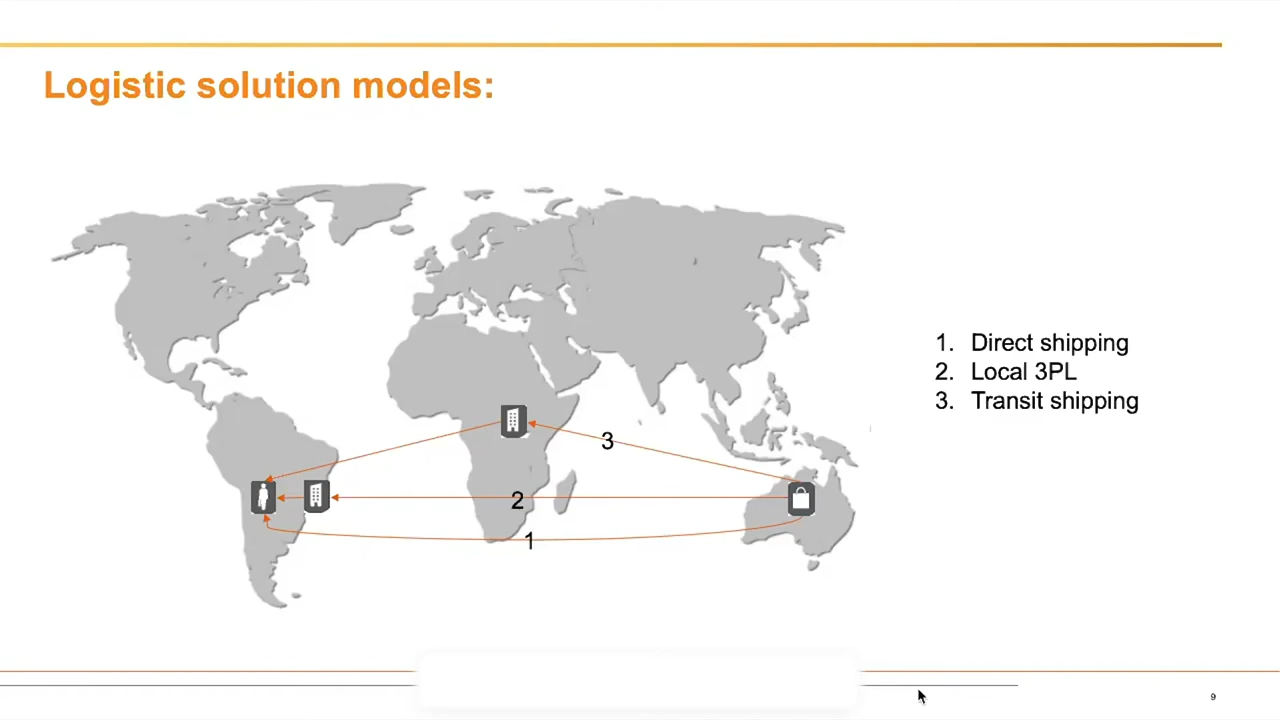 Logistic solution models:
1. Direct shipping
2. Local 3PL
3. Transit shipping
3
2
1
9